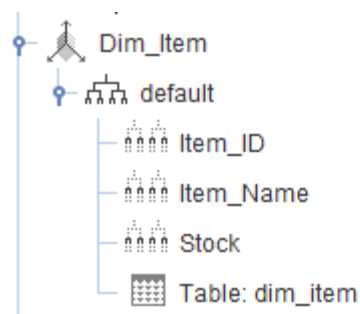 Dim_Item
default
Item_ID
Item_Name
Stock
Table: dim_item